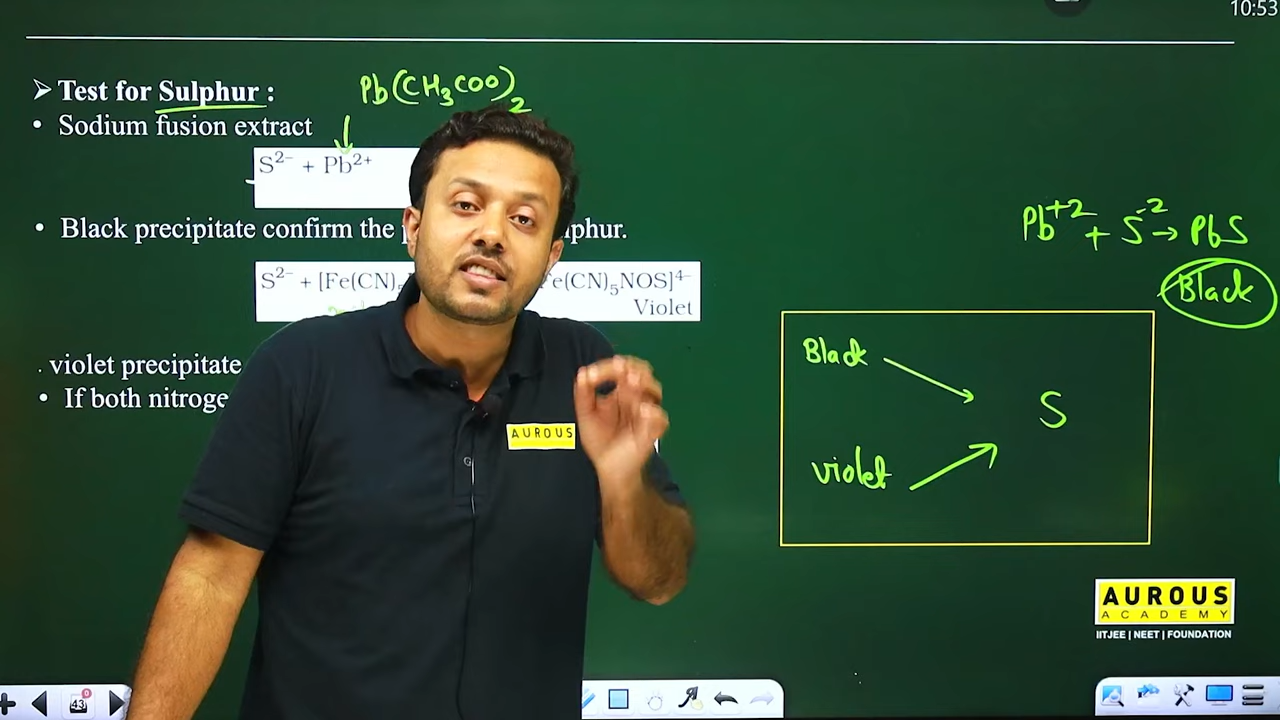 10:53
➤ Test for Sulphur :
Pb(CH₃COO)₂
• Sodium fusion extract
S²⁻ + Pb²⁺
• Black precipitate confirm the
Pb⁺² + S⁻² → PbS
Black
S²⁻ + [Fe(CN)₅
Fe(CN)₅NOS]⁴⁻
Violet
violet precipitate
• If both
Black
S
violet
AUROUS
AUROUS
ACADEMY
IITJEE | NEET | FOUNDATION
43
0